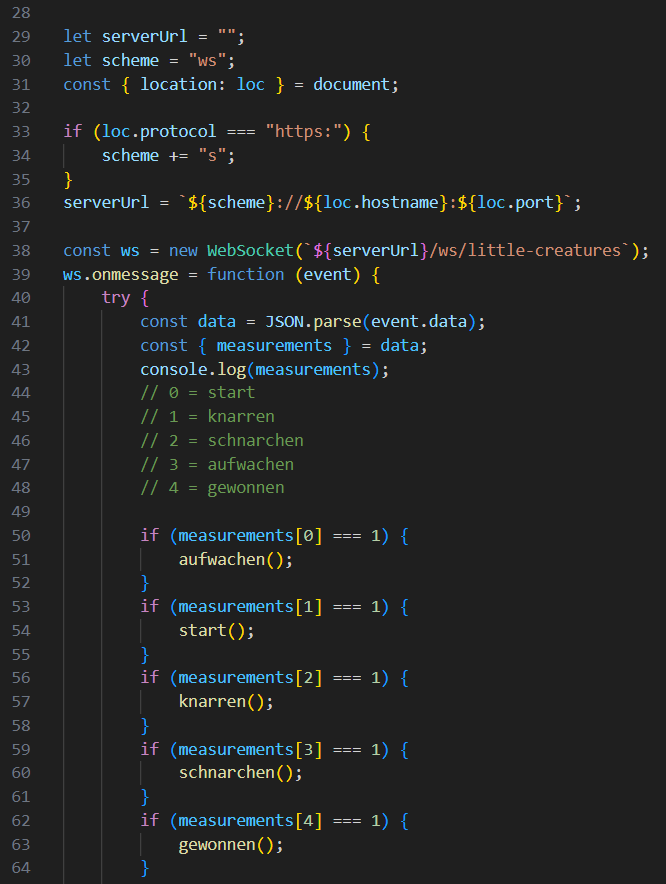 28
29 let serverUrl = "";
30 let scheme = "ws";
31 const { location: loc } = document;
32
33 if (loc.protocol === "https:") {
34     scheme += "s";
35 }
36 serverUrl = `${scheme}://${loc.hostname}:${loc.port}`;
37
38 const ws = new WebSocket(`${serverUrl}/ws/little-creatures`);
39 ws.onmessage = function (event) {
40     try {
41         const data = JSON.parse(event.data);
42         const { measurements } = data;
43         console.log(measurements);
44         // 0 = start
45         // 1 = knarren
46         // 2 = schnarchen
47         // 3 = aufwachen
48         // 4 = gewonnen
49
50         if (measurements[0] === 1) {
51             aufwachen();
52         }
53         if (measurements[1] === 1) {
54             start();
55         }
56         if (measurements[2] === 1) {
57             knarren();
58         }
59         if (measurements[3] === 1) {
60             schnarchen();
61         }
62         if (measurements[4] === 1) {
63             gewonnen();
64         }